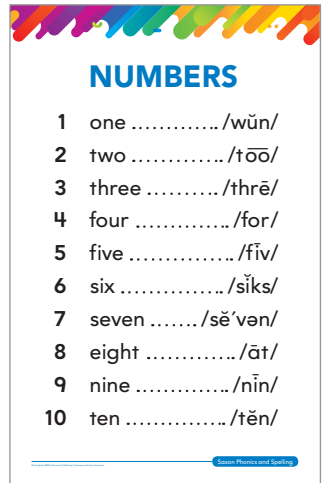 NUMBERS
1 one ............. /wŭn/
2 two ............. /t o͞o/
3 three .......... /thrē/
4 four ............. /for/
5 five .............. /fīv/
6 six ............... /sĭks/
7 seven ....... /sĕ′vən/
8 eight ............. /āt/
9 nine .............. /nīn/
10 ten .............. /tĕn/
Saxon Phonics and Spelling